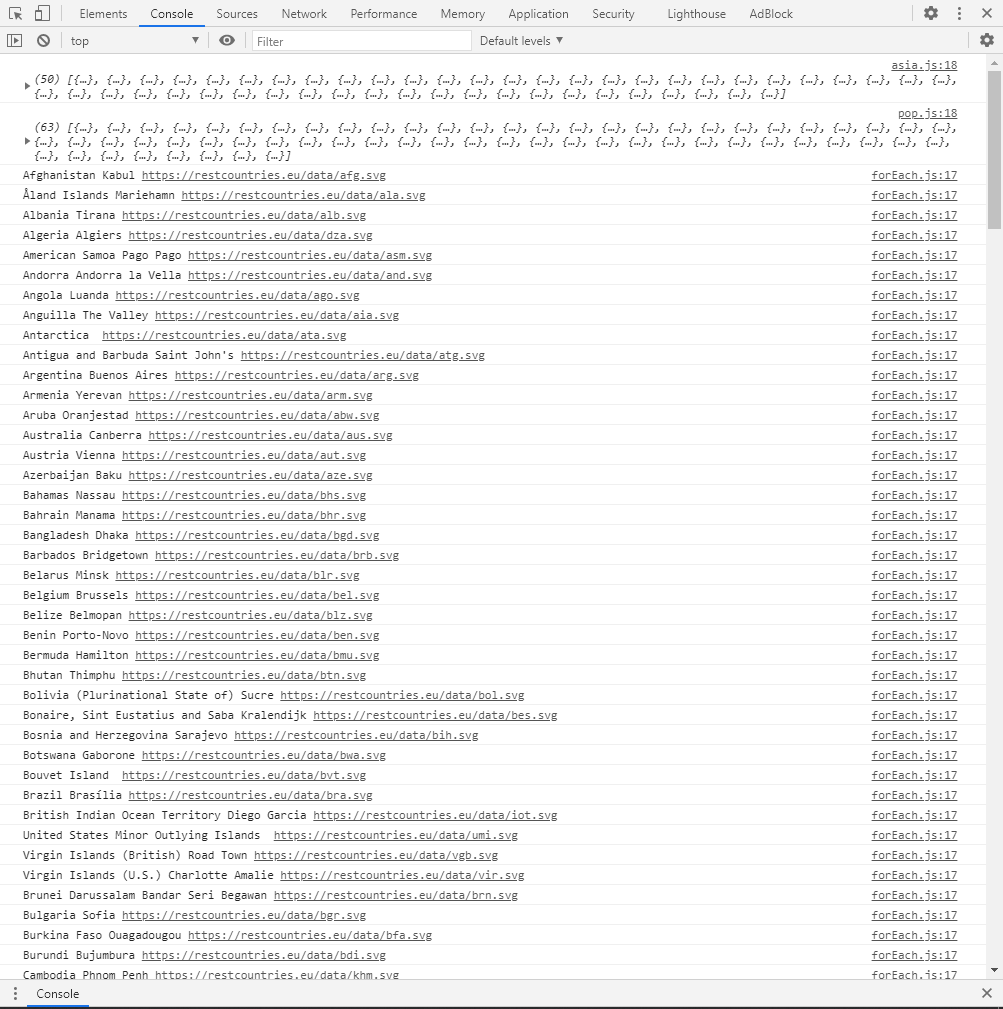 Elements Console Sources Network Performance Memory Application Security Lighthouse AdBlock
top Filter Default levels
asia.js:18
(50) [{…}, {…}, {…}, {…}, {…}, {…}, {…}, {…}, {…}, {…}, {…}, {…}, {…}, {…}, {…}, {…}, {…}, {…}, {…}, {…}, {…}, {…}, {…}, {…}, {…}, {…}, {…},
{…}, {…}, {…}, {…}, {…}, {…}, {…}, {…}, {…}, {…}, {…}, {…}, {…}, {…}, {…}, {…}, {…}, {…}, {…}, {…}, {…}, {…}, {…}]
pop.js:18
(63) [{…}, {…}, {…}, {…}, {…}, {…}, {…}, {…}, {…}, {…}, {…}, {…}, {…}, {…}, {…}, {…}, {…}, {…}, {…}, {…}, {…}, {…}, {…}, {…}, {…}, {…}, {…},
{…}, {…}, {…}, {…}, {…}, {…}, {…}, {…}, {…}, {…}, {…}, {…}, {…}, {…}, {…}, {…}, {…}, {…}, {…}, {…}, {…}, {…}, {…}, {…}, {…}, {…}, {…}, {…},
{…}, {…}, {…}, {…}, {…}, {…}, {…}, {…}]
Afghanistan Kabul https://restcountries.eu/data/afg.svg forEach.js:17
Åland Islands Mariehamn https://restcountries.eu/data/ala.svg forEach.js:17
Albania Tirana https://restcountries.eu/data/alb.svg forEach.js:17
Algeria Algiers https://restcountries.eu/data/dza.svg forEach.js:17
American Samoa Pago Pago https://restcountries.eu/data/asm.svg forEach.js:17
Andorra Andorra la Vella https://restcountries.eu/data/and.svg forEach.js:17
Angola Luanda https://restcountries.eu/data/ago.svg forEach.js:17
Anguilla The Valley https://restcountries.eu/data/aia.svg forEach.js:17
Antarctica https://restcountries.eu/data/ata.svg forEach.js:17
Antigua and Barbuda Saint John's https://restcountries.eu/data/atg.svg forEach.js:17
Argentina Buenos Aires https://restcountries.eu/data/arg.svg forEach.js:17
Armenia Yerevan https://restcountries.eu/data/arm.svg forEach.js:17
Aruba Oranjestad https://restcountries.eu/data/abw.svg forEach.js:17
Australia Canberra https://restcountries.eu/data/aus.svg forEach.js:17
Austria Vienna https://restcountries.eu/data/aut.svg forEach.js:17
Azerbaijan Baku https://restcountries.eu/data/aze.svg forEach.js:17
Bahamas Nassau https://restcountries.eu/data/bhs.svg forEach.js:17
Bahrain Manama https://restcountries.eu/data/bhr.svg forEach.js:17
Bangladesh Dhaka https://restcountries.eu/data/bgd.svg forEach.js:17
Barbados Bridgetown https://restcountries.eu/data/brb.svg forEach.js:17
Belarus Minsk https://restcountries.eu/data/blr.svg forEach.js:17
Belgium Brussels https://restcountries.eu/data/bel.svg forEach.js:17
Belize Belmopan https://restcountries.eu/data/blz.svg forEach.js:17
Benin Porto-Novo https://restcountries.eu/data/ben.svg forEach.js:17
Bermuda Hamilton https://restcountries.eu/data/bmu.svg forEach.js:17
Bhutan Thimphu https://restcountries.eu/data/btn.svg forEach.js:17
Bolivia (Plurinational State of) Sucre https://restcountries.eu/data/bol.svg forEach.js:17
Bonaire, Sint Eustatius and Saba Kralendijk https://restcountries.eu/data/bes.svg forEach.js:17
Bosnia and Herzegovina Sarajevo https://restcountries.eu/data/bih.svg forEach.js:17
Botswana Gaborone https://restcountries.eu/data/bwa.svg forEach.js:17
Bouvet Island https://restcountries.eu/data/bvt.svg forEach.js:17
Brazil Brasília https://restcountries.eu/data/bra.svg forEach.js:17
British Indian Ocean Territory Diego Garcia https://restcountries.eu/data/iot.svg forEach.js:17
United States Minor Outlying Islands https://restcountries.eu/data/umi.svg forEach.js:17
Virgin Islands (British) Road Town https://restcountries.eu/data/vgb.svg forEach.js:17
Virgin Islands (U.S.) Charlotte Amalie https://restcountries.eu/data/vir.svg forEach.js:17
Brunei Darussalam Bandar Seri Begawan https://restcountries.eu/data/brn.svg forEach.js:17
Bulgaria Sofia https://restcountries.eu/data/bgr.svg forEach.js:17
Burkina Faso Ouagadougou https://restcountries.eu/data/bfa.svg forEach.js:17
Burundi Bujumbura https://restcountries.eu/data/bdi.svg forEach.js:17
Cambodia Phnom Penh https://restcountries.eu/data/khm.svg forEach.js:17
Console